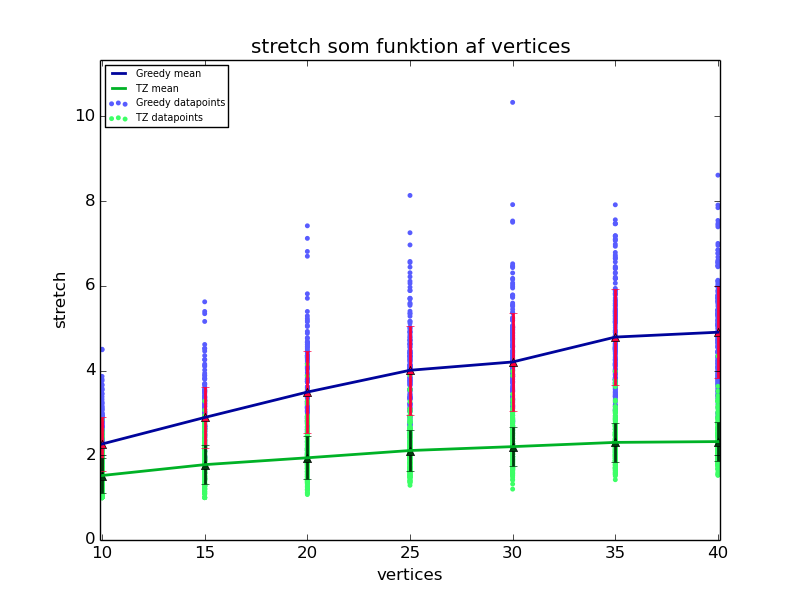 stretch som funktion af vertices
Greedy mean
TZ mean
Greedy datapoints
TZ datapoints
10
8
6
4
2
0
stretch
10 15 20 25 30 35 40
vertices